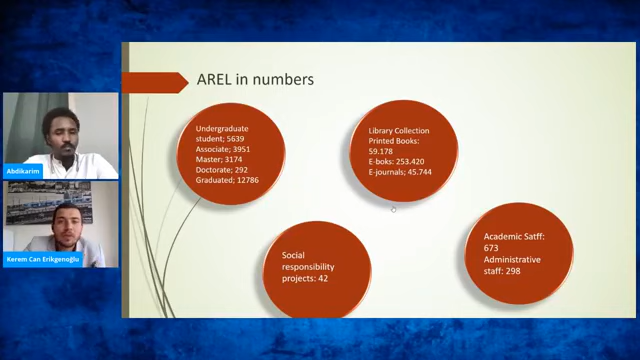 AREL in numbers
Undergraduate
student; 5639
Associate; 3951
Master; 3174
Doctorate; 292
Graduated; 12786
Library Collection
Printed Books:
59.178
E-boks: 253.420
E-journals; 45.744
Social
responsibility
projects: 42
Academic Satff:
673
Administrative
staff: 298
Abdikarim
Kerem Can Erikgenoğlu